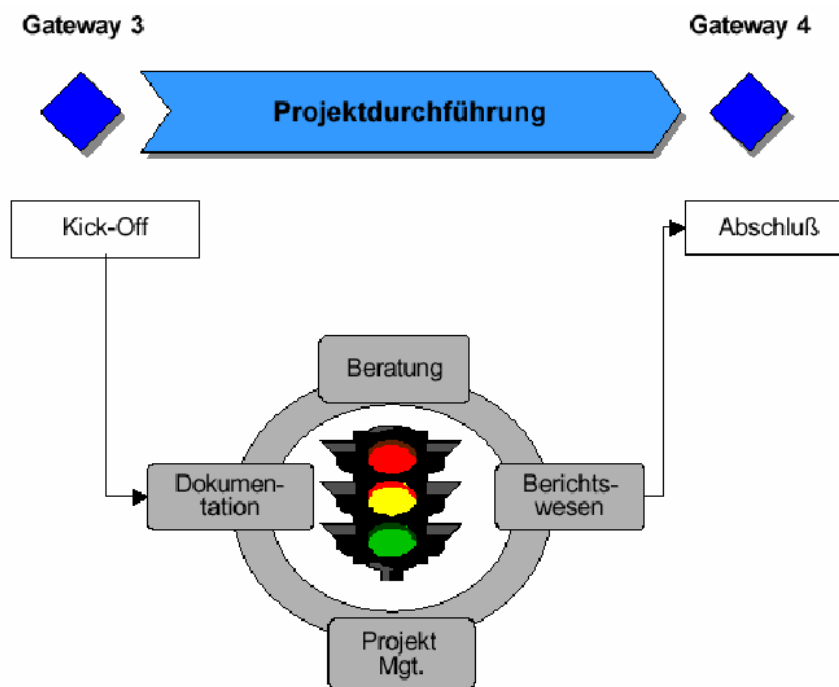 Gateway 3
Gateway 4
Projektdurchführung
Kick-Off
Abschluß
Beratung
Dokumen-
tation
Berichts-
wesen
Projekt
Mgt.